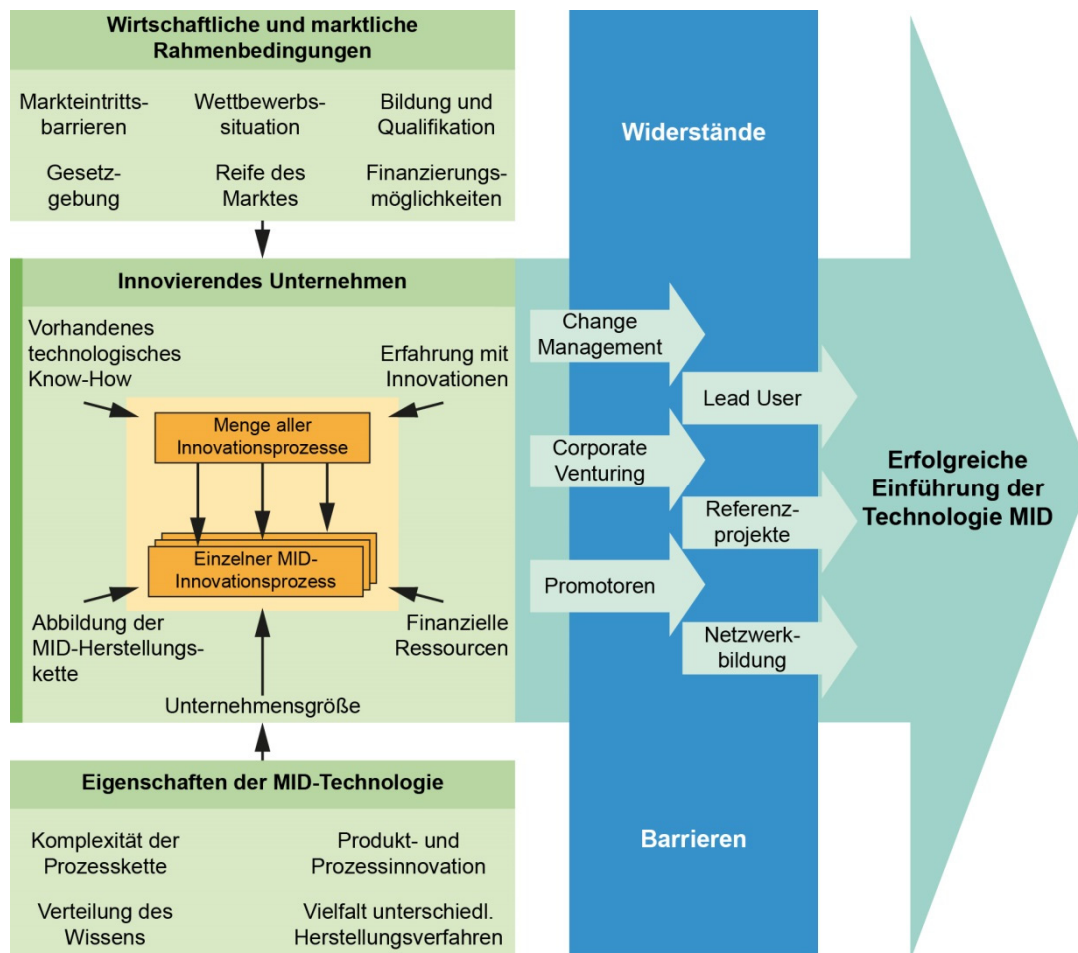 Wirtschaftliche und marktliche
Rahmenbedingungen
Markteintritts-
barrieren
Wettbewerbs-
situation
Bildung und
Qualifikation
Gesetz-
gebung
Reife des
Marktes
Finanzierungs-
möglichkeiten
Innovierendes Unternehmen
Vorhandenes
technologisches
Know-How
Erfahrung mit
Innovationen
Menge aller
Innovationsprozesse
Einzelner MID-
Innovationsprozess
Abbildung der
MID-Herstellungs-
kette
Finanzielle
Ressourcen
Unternehmensgröße
Eigenschaften der MID-Technologie
Komplexität der
Prozesskette
Produkt- und
Prozessinnovation
Verteilung des
Wissens
Vielfalt unterschiedl.
Herstellungsverfahren
Widerstände
Change
Management
Lead User
Corporate
Venturing
Referenz-
projekte
Promotoren
Netzwerk-
bildung
Barrieren
Erfolgreiche
Einführung der
Technologie MID